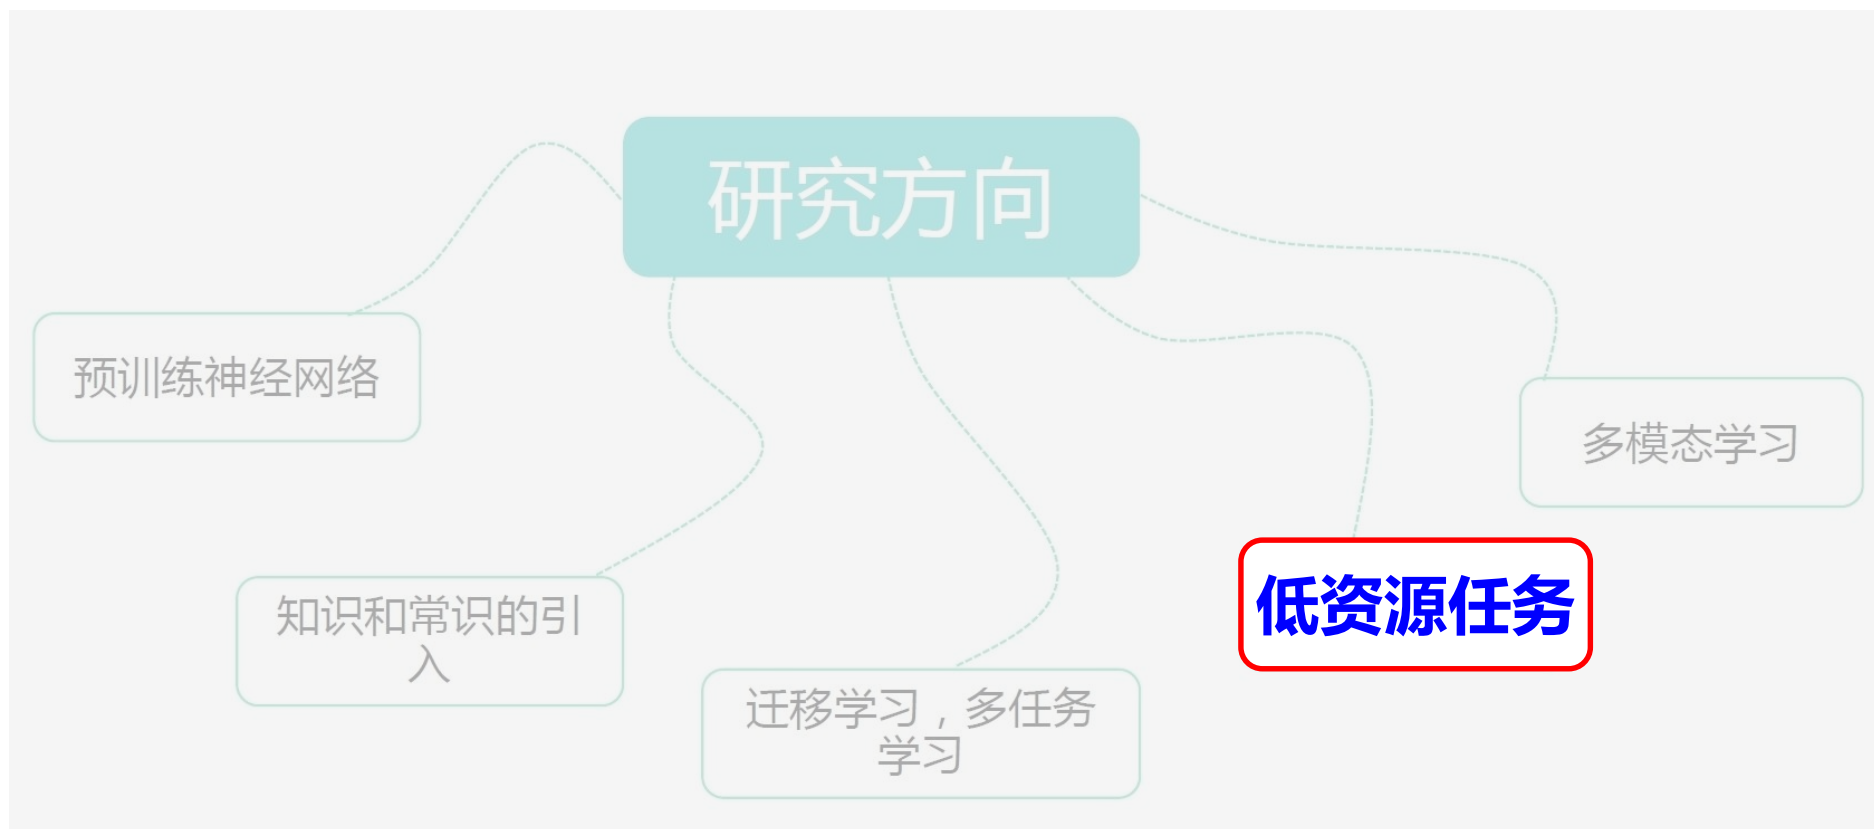 研究方向
预训练神经网络
多模态学习
低资源任务
知识和常识的引
入
迁移学习，多任务
学习